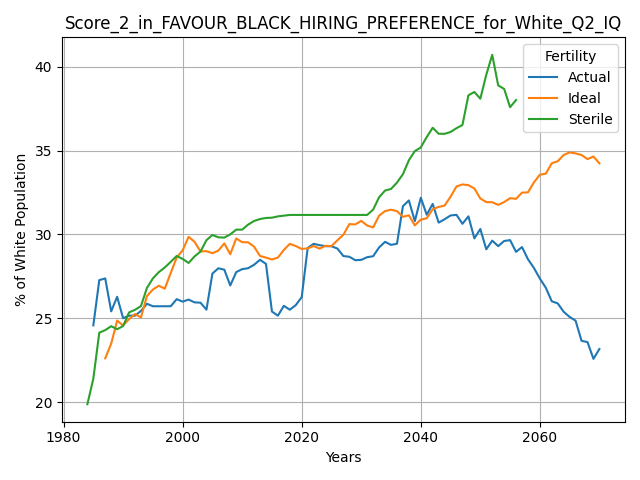 Score_2_in_FAVOUR_BLACK_HIRING_PREFERENCE_for_White_Q2_IQ
Fertility
Actual
Ideal
Sterile
% of White Population
40
35
30
25
20
1980
2000
2020
2040
2060
Years